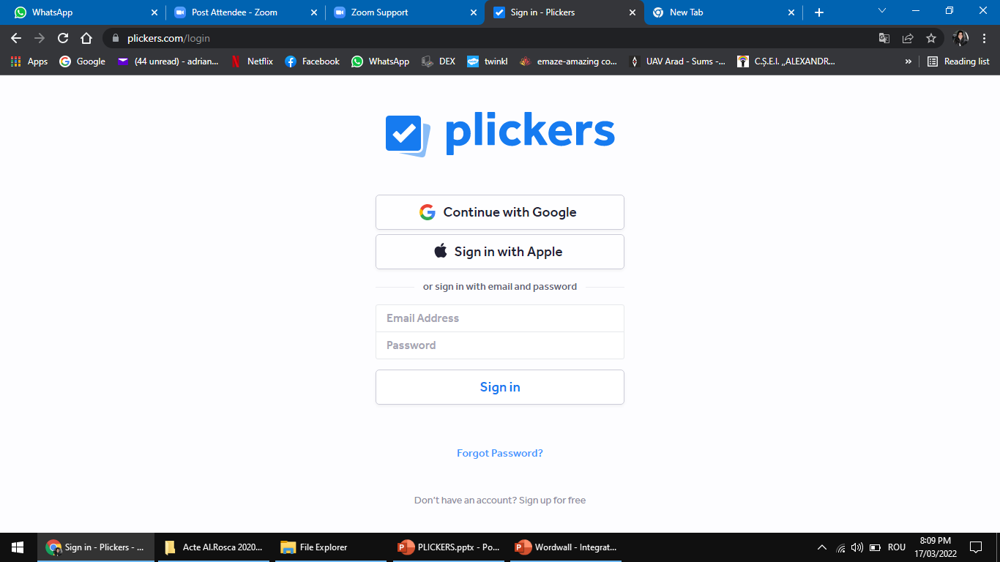 WhatsApp
Post Attendee - Zoom
Zoom Support
Sign in - Plickers
New Tab
plickers.com/login
Apps
Google
(44 unread) - adrian...
Netflix
Facebook
WhatsApp
DEX
twinkl
emaze-amazing co...
UAV Arad - Sums -...
C.Ș.E.I. „ALEXANDR...
»
Reading list
plickers
Continue with Google
Sign in with Apple
or sign in with email and password
Email Address
Password
Sign in
Forgot Password?
Don't have an account? Sign up for free
Sign in - Plickers - ...
Acte Al.Rosca 2020...
File Explorer
PLICKERS.pptx - Po...
Wordwall - Integrat...
ROU
8:09 PM
17/03/2022